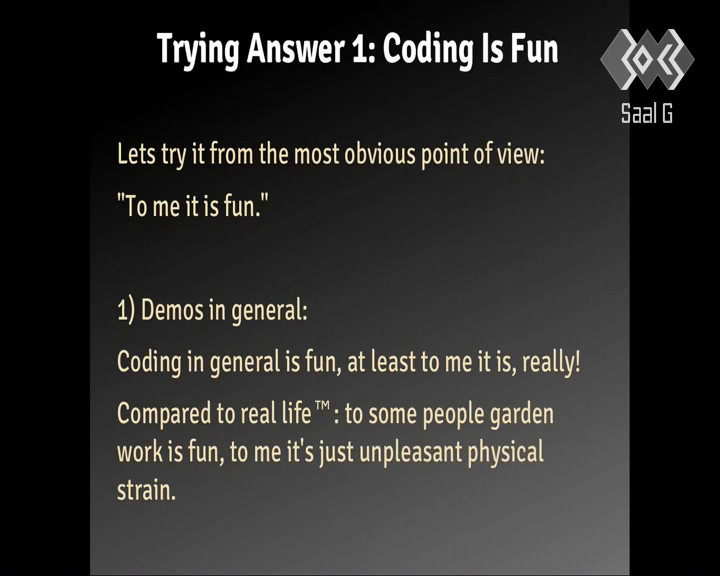 Trying Answer 1: Coding Is Fun
Saal G
Lets try it from the most obvious point of view:
"To me it is fun."
1) Demos in general:
Coding in general is fun, at least to me it is, really!
Compared to real life™: to some people garden
work is fun, to me it's just unpleasant physical
strain.